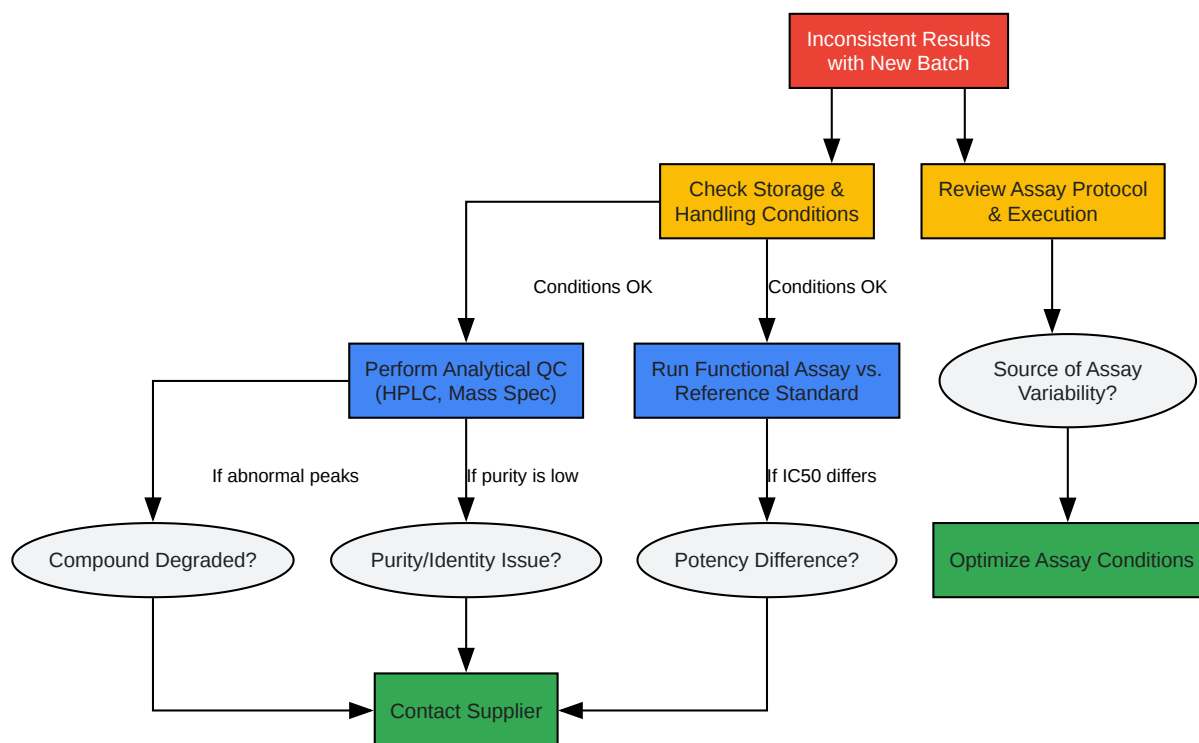 Inconsistent Results
with New Batch
Check Storage &
Handling Conditions
Review Assay Protocol
& Execution
Conditions OK
Conditions OK
Perform Analytical QC
(HPLC, Mass Spec)
Run Functional Assay vs.
Reference Standard
Source of Assay
Variability?
If abnormal peaks
If purity is low
If IC50 differs
Compound Degraded?
Purity/Identity Issue?
Potency Difference?
Optimize Assay Conditions
Contact Supplier